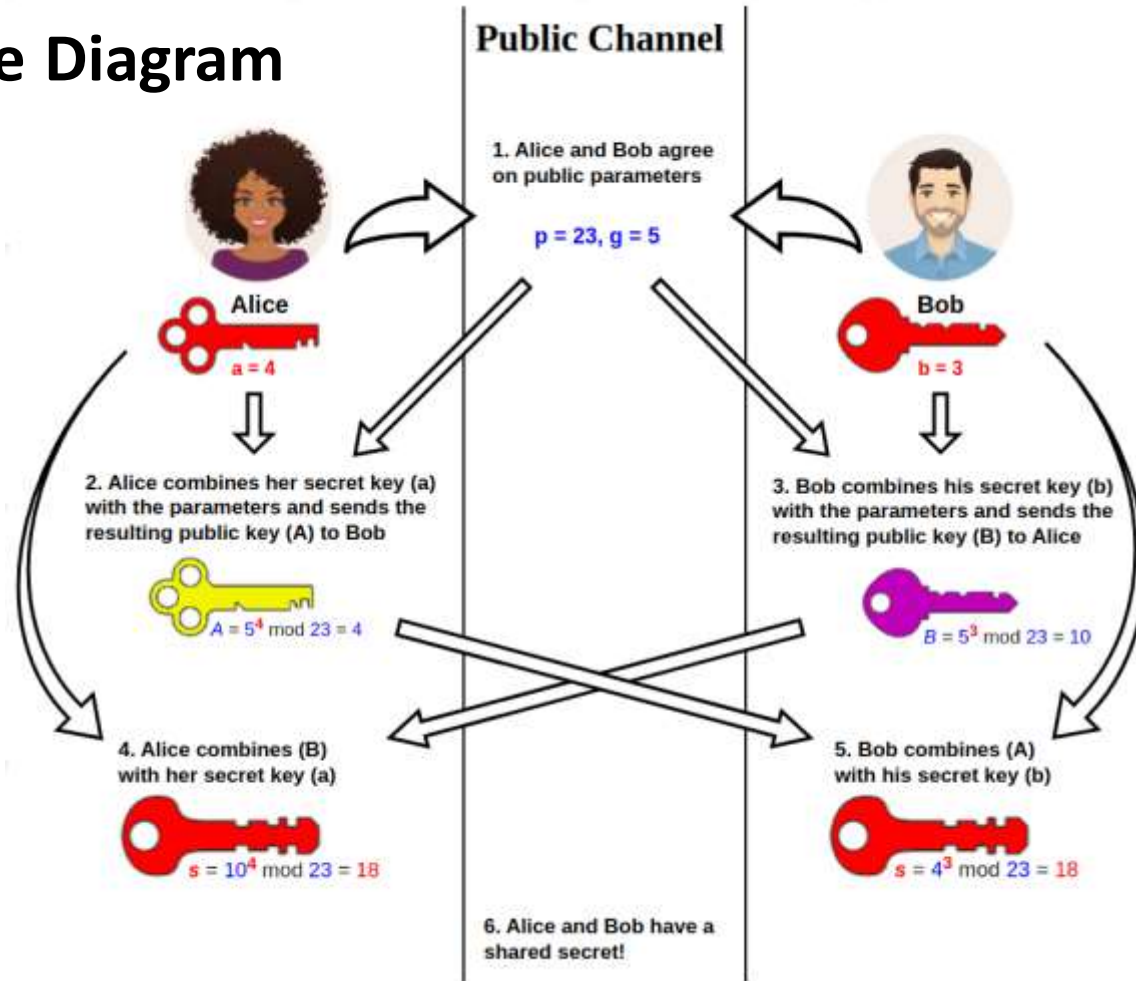 e Diagram
Public Channel
1. Alice and Bob agree
on public parameters
p = 23, g = 5
Alice
a = 4
Bob
b = 3
2. Alice combines her secret key (a)
with the parameters and sends the
resulting public key (A) to Bob
A = 5⁴ mod 23 = 4
3. Bob combines his secret key (b)
with the parameters and sends the
resulting public key (B) to Alice
B = 5³ mod 23 = 10
4. Alice combines (B)
with her secret key (a)
s = 10⁴ mod 23 = 18
5. Bob combines (A)
with his secret key (b)
s = 4³ mod 23 = 18
6. Alice and Bob have a
shared secret!